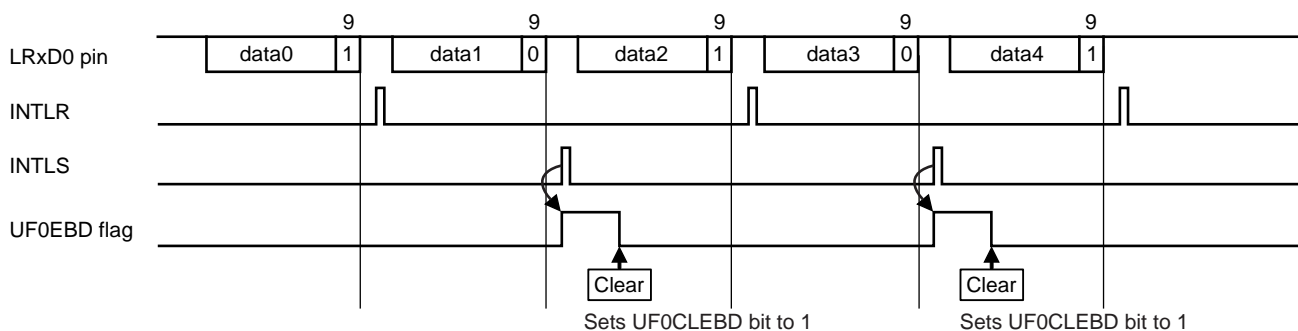 9 9 9 9 9
LRxD0 pin data0 1 data1 0 data2 1 data3 0 data4 1
INTLR
INTLS
UF0EBD flag
Clear Clear
Sets UF0CLEBD bit to 1 Sets UF0CLEBD bit to 1